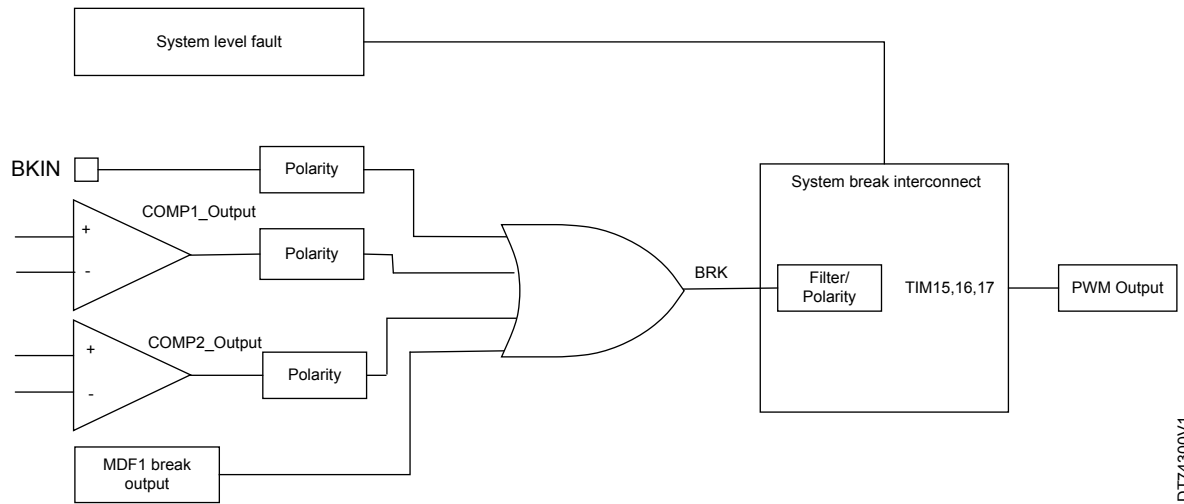 System level fault
BKIN
Polarity
System break interconnect
COMP1_Output
+
-
Polarity
BRK
Filter/
Polarity
TIM15,16,17
PWM Output
COMP2_Output
+
-
Polarity
MDF1 break
output
DT74300V1